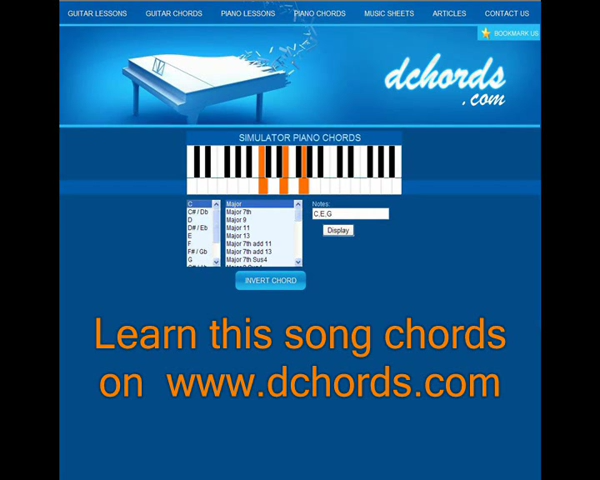 GUITAR LESSONS GUITAR CHORDS PIANO LESSONS PIANO CHORDS MUSIC SHEETS ARTICLES CONTACT US
BOOKMARK US
dchords
.com
SIMULATOR PIANO CHORDS
C
C# / Db
D
D# / Eb
E
F
F# / Gb
G
Major
Major 7th
Major 9
Major 11
Major 13
Major 7th add 11
Major 7th add 13
Major 7th Sus4
Notes:
C,E,G
Display
INVERT CHORD
Learn this song chords
on www.dchords.com